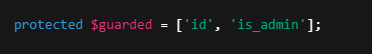 protected $guarded = ['id', 'is_admin'];